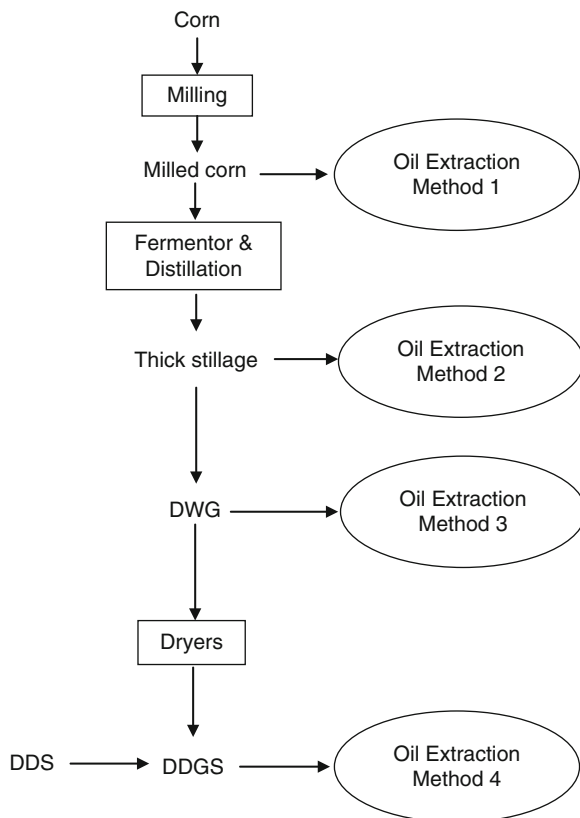 Corn
Milling
Milled corn
Oil Extraction
Method 1
Fermentor &
Distillation
Thick stillage
Oil Extraction
Method 2
DWG
Oil Extraction
Method 3
Dryers
DDS
DDGS
Oil Extraction
Method 4